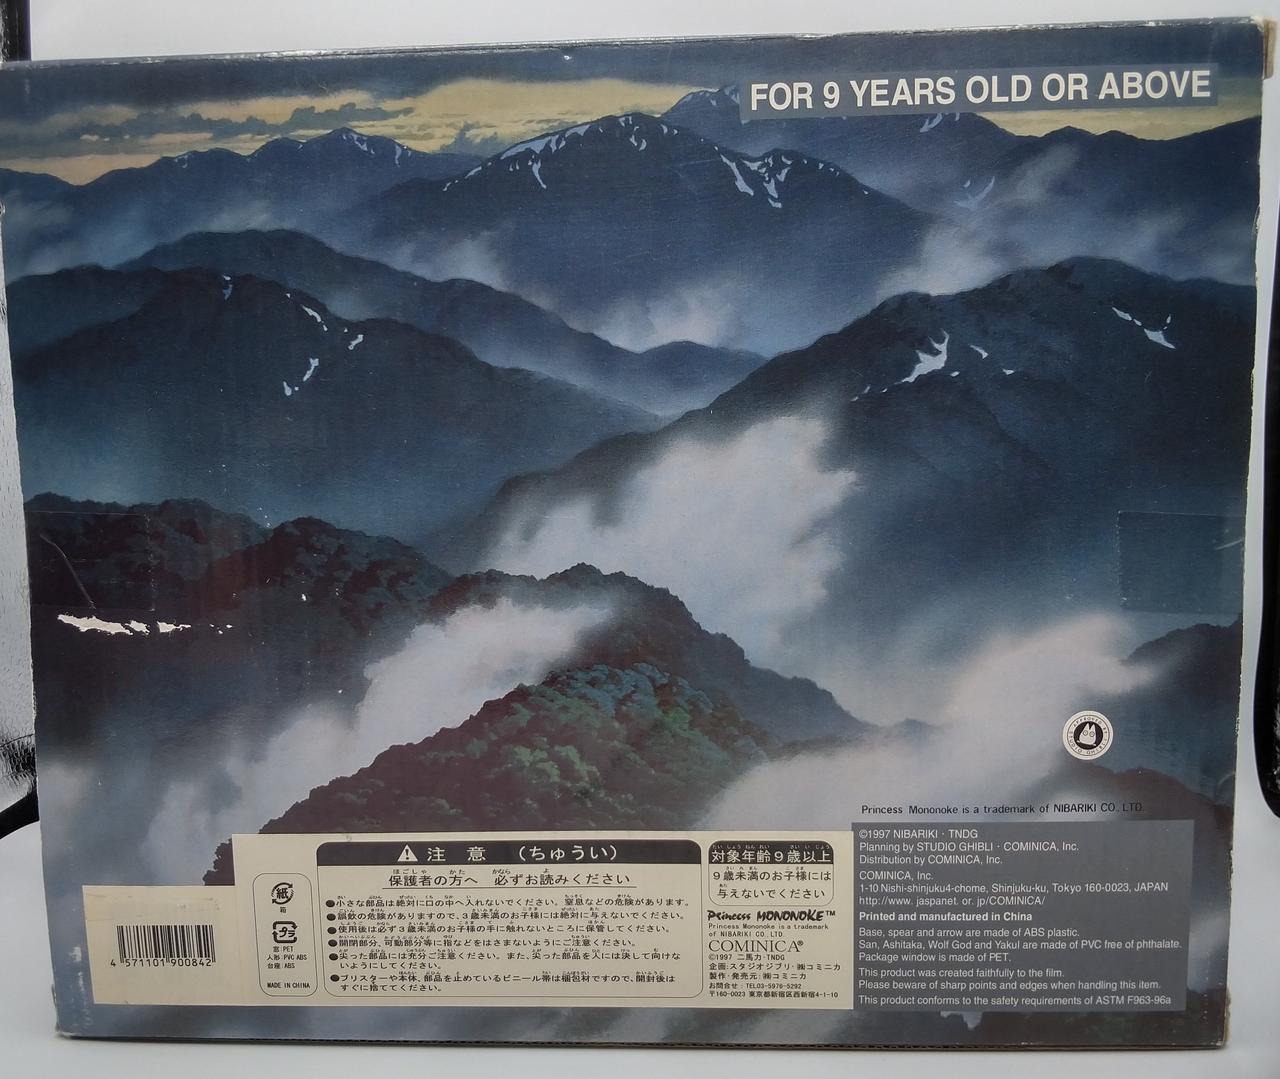 FOR 9 YEARS OLD OR ABOVE
Princess Mononoke is a trademark of NIBARIKI CO., LTD.
©1997 NIBARIKI · TNDG
Planning by STUDIO GHIBLI · COMINICA, Inc.
Distribution by COMINICA, Inc.
COMINICA, Inc.
1-10 Nishi-shinjuku4-chome, Shinjuku-ku, Tokyo 160-0023, JAPAN
http://www. jaspanet. or. jp/COMINICA/
Printed and manufactured in China
Base, spear and arrow are made of ABS plastic.
San, Ashitaka, Wolf God and Yakul are made of PVC free of phthalate.
Package window is made of PET.
This product was created faithfully to the film.
Please beware of sharp points and edges when handling this item.
This product conforms to the safety requirements of ASTM F963-96a
4 571101 900842
紙
箱
プラ
窓 PET
人形 PVC ABS
台座 ABS
MADE IN CHINA
注 意 （ちゅうい）
保護者の方へ 必ずお読みください
●小さな部品は絶対に口の中へ入れないでください。窒息などの危険があります。
●誤飲の危険がありますので、3歳未満のお子様には絶対に与えないでください。
●使用後は必ず3歳未満のお子様の手に触れないところに保管してください。
●開閉部分、可動部分等に指などをはさまないようにご注意ください。
●尖った部品には充分ご注意ください。また、尖った部品を人には決して向けな
いようにしてください。
●ブリスターや本体、部品を止めているビニール帯は梱包材ですので、開封後は
すぐに捨ててください。
対象年齢9歳以上
9歳未満のお子様には
与えないでください
Princess MONONOKE™
Princess Mononoke is a trademark
of NIBARIKI CO., LTD
COMINICA®
©1997 二馬力·TNDG
企画:スタジオジブリ·㈱コミニカ
製作·発売元:㈱コミニカ
お問合せ:TEL03-5976-5292
〒160-0023 東京都新宿区西新宿4-1-10